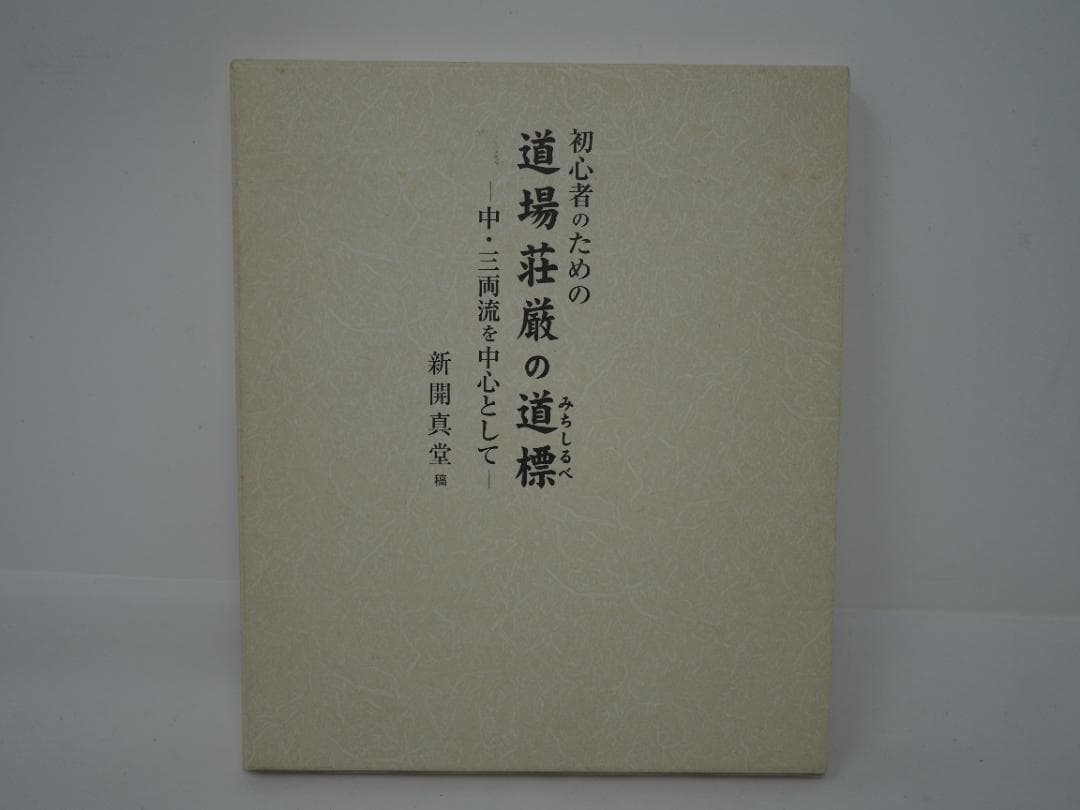 初心者のための
道場荘厳の道標
みちしるべ
―中・三両流を中心として―
新開真堂 稿